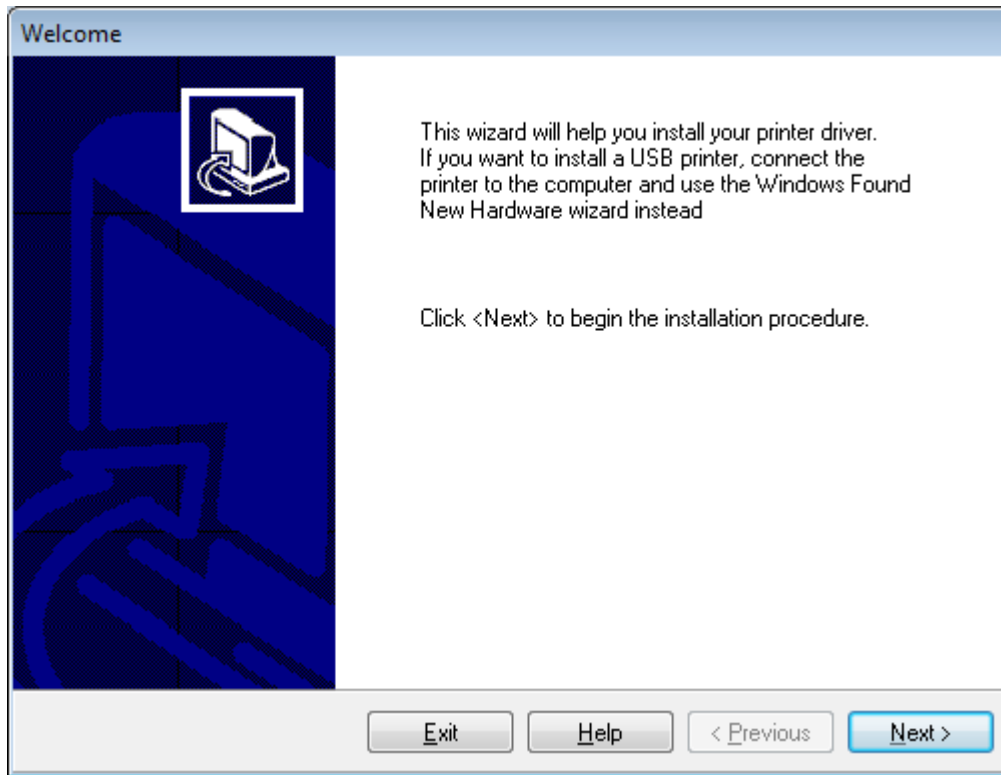 Welcome
This wizard will help you install your printer driver.
If you want to install a USB printer, connect the
printer to the computer and use the Windows Found
New Hardware wizard instead
Click <Next> to begin the installation procedure.
Exit
Help
< Previous
Next >